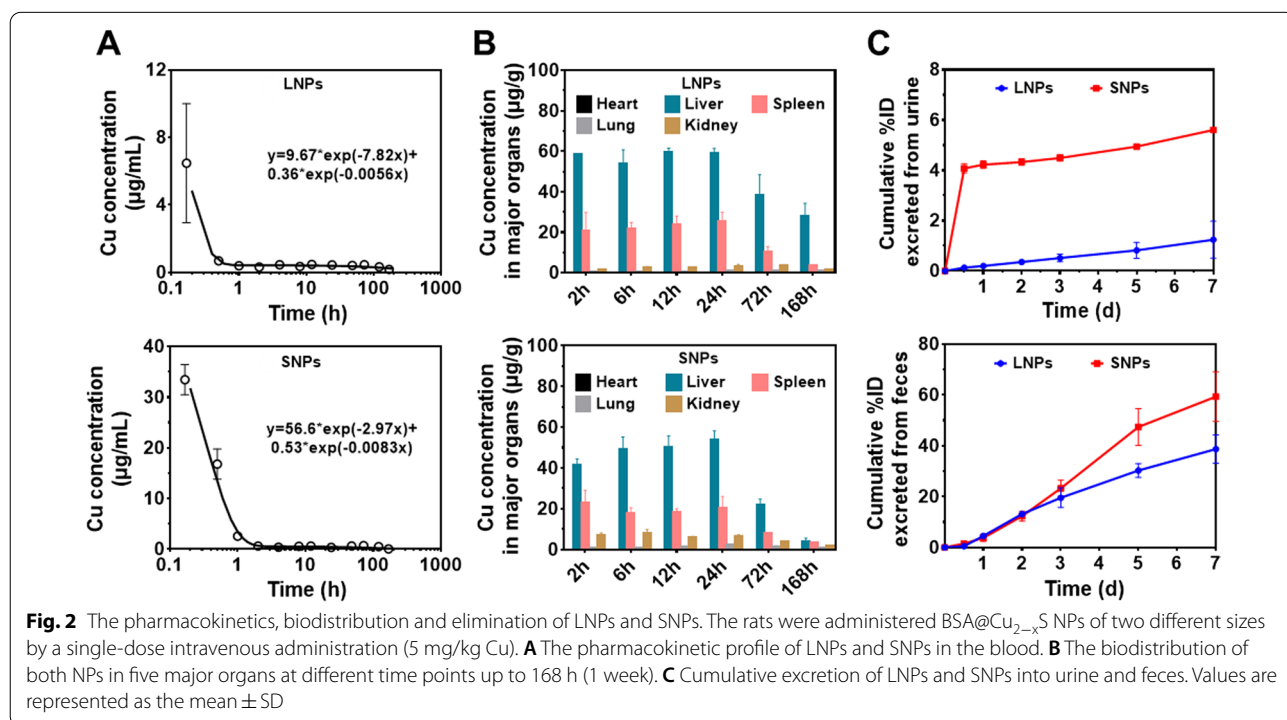 A
B
C
12
8
4
0
Cu concentration
(µg/mL)
LNPs
y=9.67*exp(-7.82x)+
0.36*exp(-0.0056x)
0.1 1 10 100 1000
Time (h)
100
80
60
40
20
0
Cu concentration
in major organs (µg/g)
LNPs
Heart Liver Spleen
Lung Kidney
2h 6h 12h 24h 72h 168h
8
6
4
2
0
Cumulative %ID
excreted from urine
LNPs SNPs
1 2 3 4 5 6 7
Time (d)
40
30
20
10
0
Cu concentration
(µg/mL)
SNPs
y=56.6*exp(-2.97x)+
0.53*exp(-0.0083x)
0.1 1 10 100 1000
Time (h)
100
80
60
40
20
0
Cu concentration
in major organs (µg/g)
SNPs
Heart Liver Spleen
Lung Kidney
2h 6h 12h 24h 72h 168h
80
60
40
20
0
Cumulative %ID
excreted from feces
LNPs SNPs
1 2 3 4 5 6 7
Time (d)
Fig. 2 The pharmacokinetics, biodistribution and elimination of LNPs and SNPs. The rats were administered BSA@Cu₂₋ₓS NPs of two different sizes
by a single-dose intravenous administration (5 mg/kg Cu). A The pharmacokinetic profile of LNPs and SNPs in the blood. B The biodistribution of
both NPs in five major organs at different time points up to 168 h (1 week). C Cumulative excretion of LNPs and SNPs into urine and feces. Values are
represented as the mean ± SD